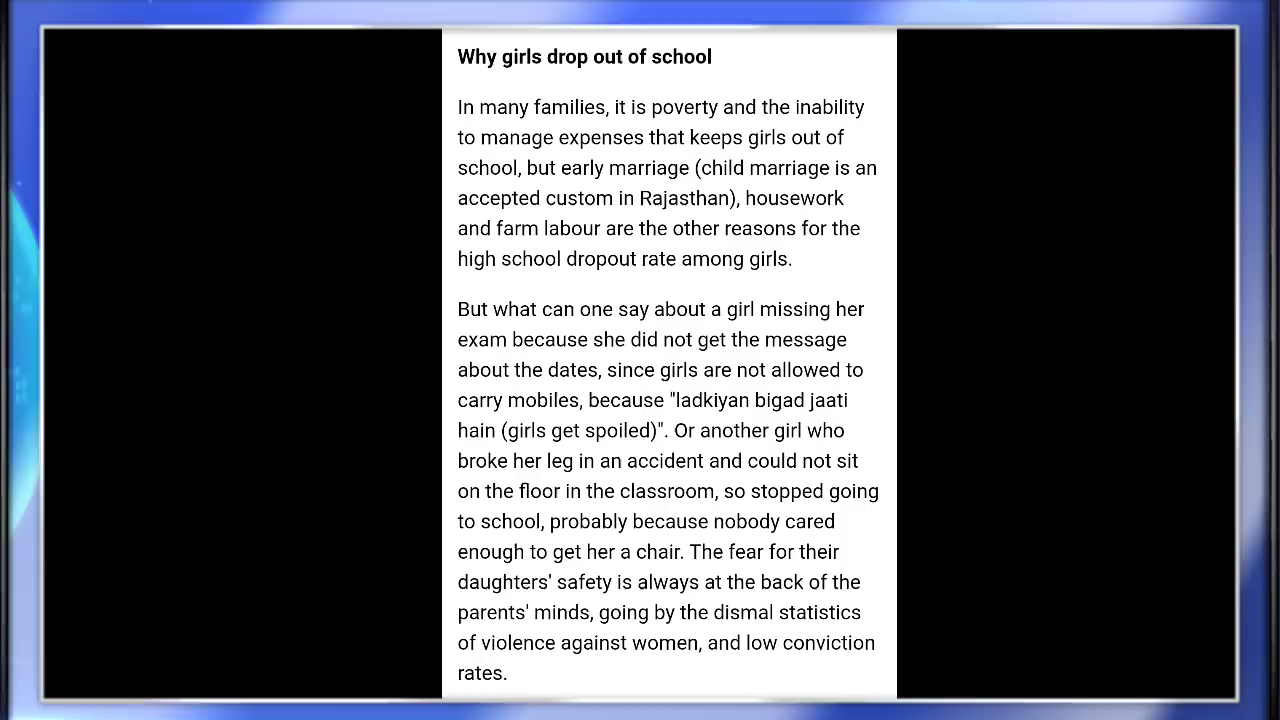 Why girls drop out of school
In many families, it is poverty and the inability
to manage expenses that keeps girls out of
school, but early marriage (child marriage is an
accepted custom in Rajasthan), housework
and farm labour are the other reasons for the
high school dropout rate among girls.
But what can one say about a girl missing her
exam because she did not get the message
about the dates, since girls are not allowed to
carry mobiles, because "ladkiyan bigad jaati
hain (girls get spoiled)". Or another girl who
broke her leg in an accident and could not sit
on the floor in the classroom, so stopped going
to school, probably because nobody cared
enough to get her a chair. The fear for their
daughters' safety is always at the back of the
parents' minds, going by the dismal statistics
of violence against women, and low conviction
rates.